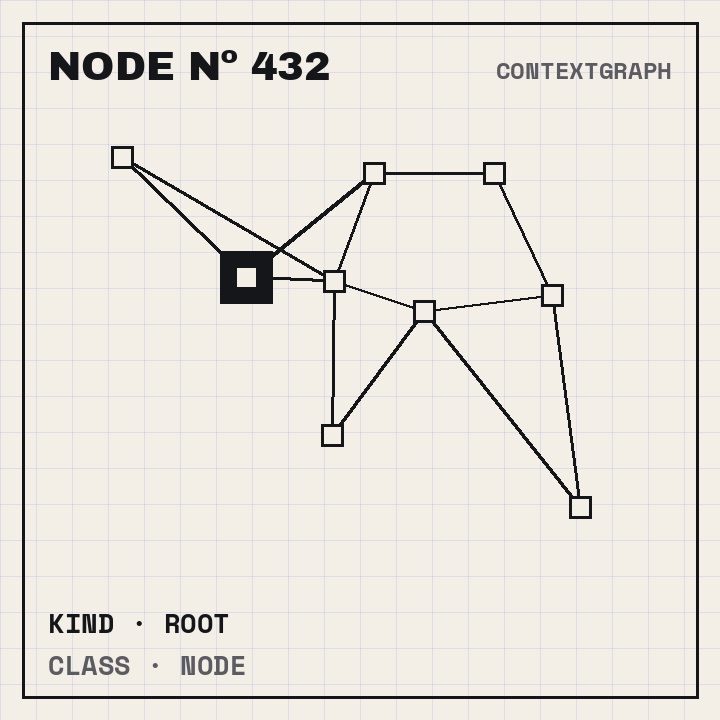 NODE Nº 432
CONTEXTGRAPH
KIND · ROOT
CLASS · NODE